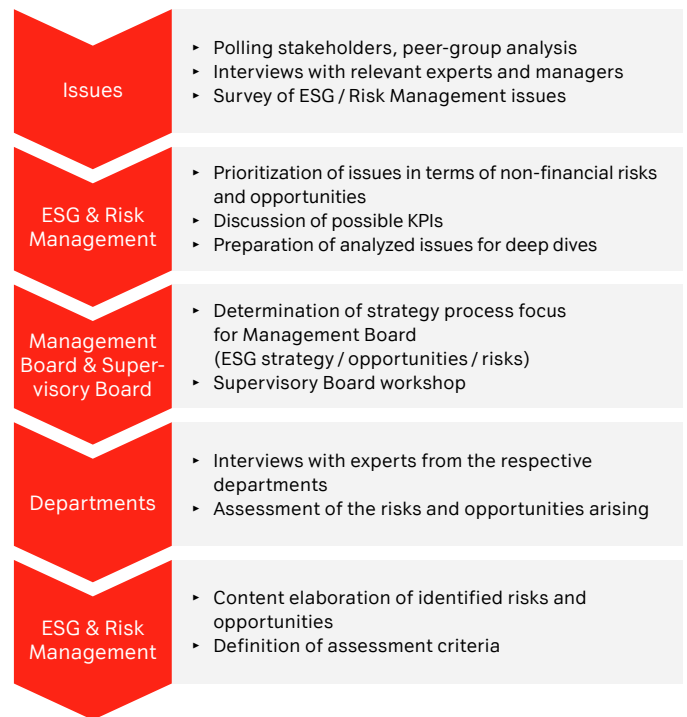 Issues
‣ Polling stakeholders, peer-group analysis
‣ Interviews with relevant experts and managers
‣ Survey of ESG / Risk Management issues
ESG & Risk
Management
‣ Prioritization of issues in terms of non-financial risks
and opportunities
‣ Discussion of possible KPIs
‣ Preparation of analyzed issues for deep dives
Management
Board & Super-
visory Board
‣ Determination of strategy process focus
for Management Board
(ESG strategy / opportunities / risks)
‣ Supervisory Board workshop
Departments
‣ Interviews with experts from the respective
departments
‣ Assessment of the risks and opportunities arising
ESG & Risk
Management
‣ Content elaboration of identified risks and
opportunities
‣ Definition of assessment criteria